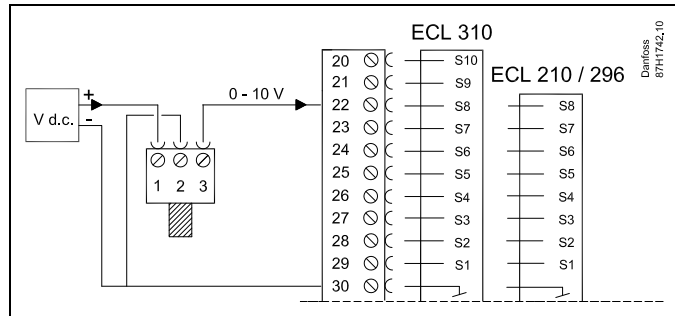 ECL 310
ECL 210 / 296
Danfoss
87H1742,10
20 S10
21 S9
22 S8 S8
23 S7 S7
24 S6 S6
25 S5 S5
26 S4 S4
27 S3 S3
28 S2 S2
29 S1 S1
30
0 - 10 V
+
-
V d.c.
1 2 3